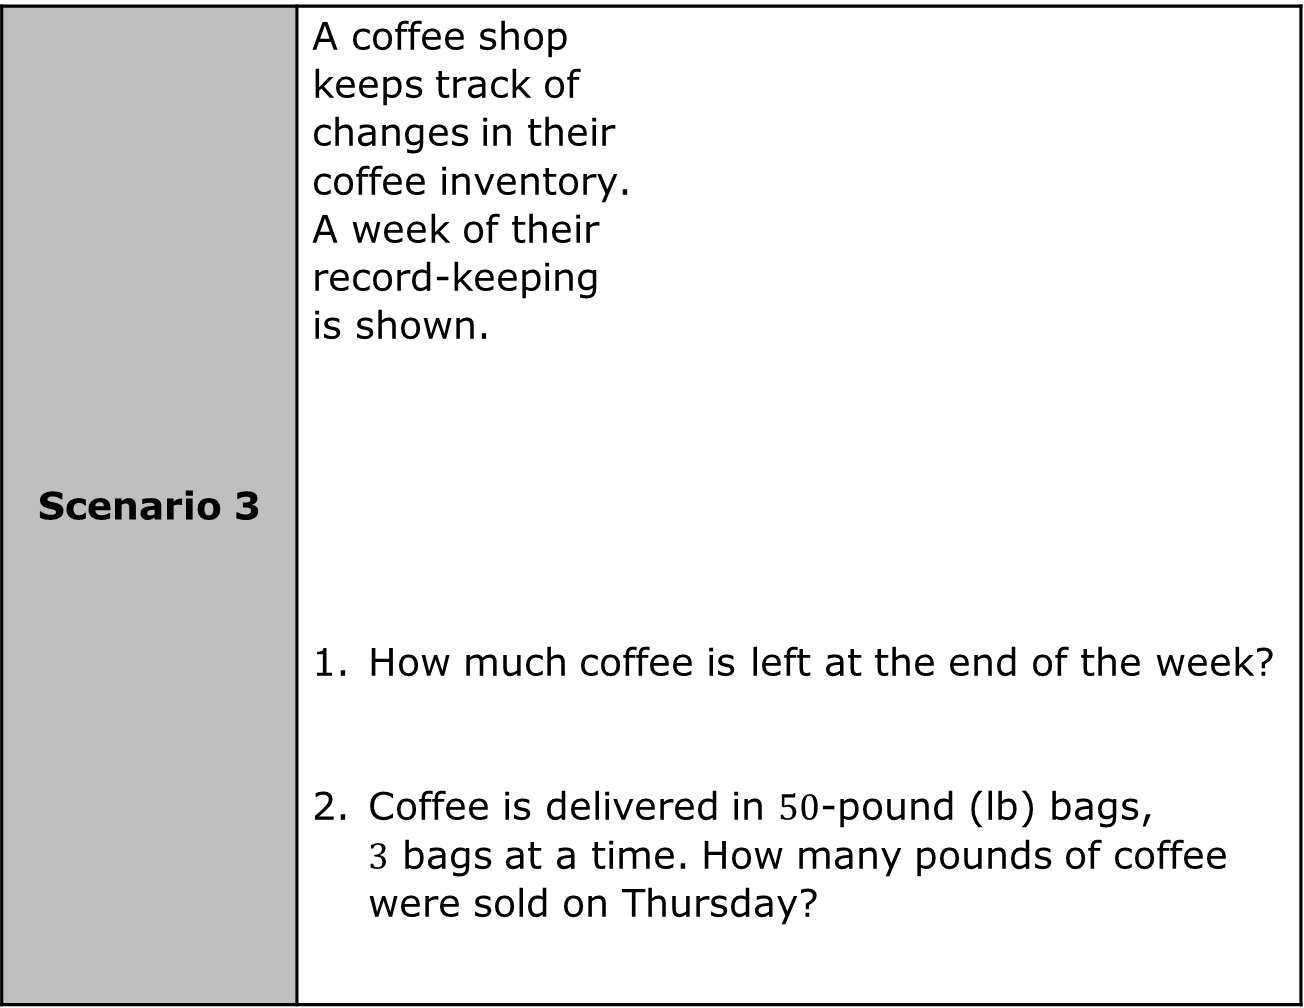 Scenario 3
A coffee shop
keeps track of
changes in their
coffee inventory.
A week of their
record-keeping
is shown.
1. How much coffee is left at the end of the week?
2. Coffee is delivered in 50-pound (lb) bags,
3 bags at a time. How many pounds of coffee
were sold on Thursday?